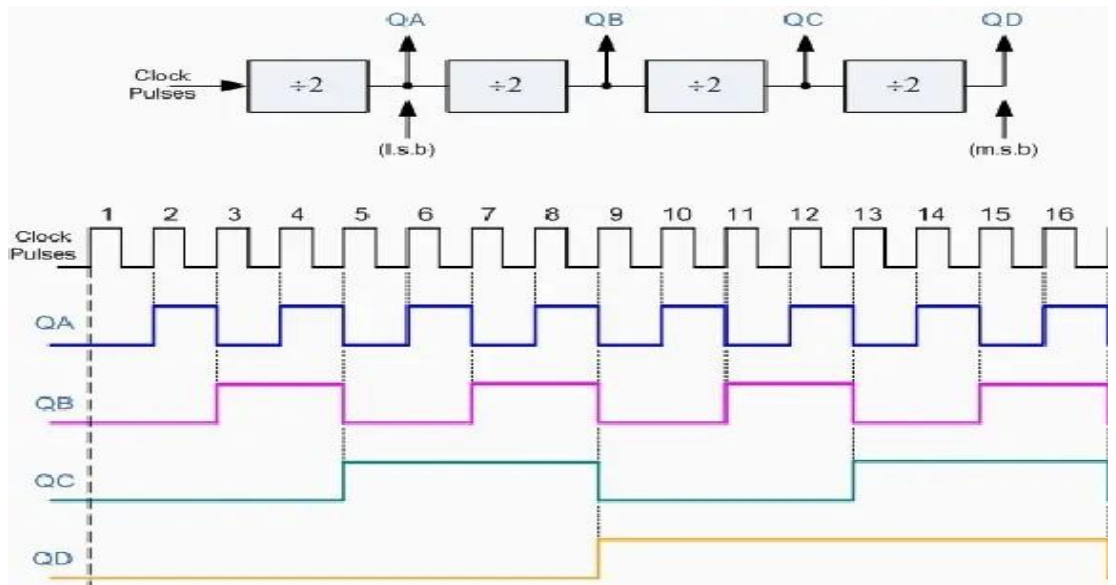 QA QB QC QD
Clock Pulses ÷2 ÷2 ÷2 ÷2
(l.s.b) (m.s.b)
1 2 3 4 5 6 7 8 9 10 11 12 13 14 15 16
Clock
Pulses
QA
QB
QC
QD